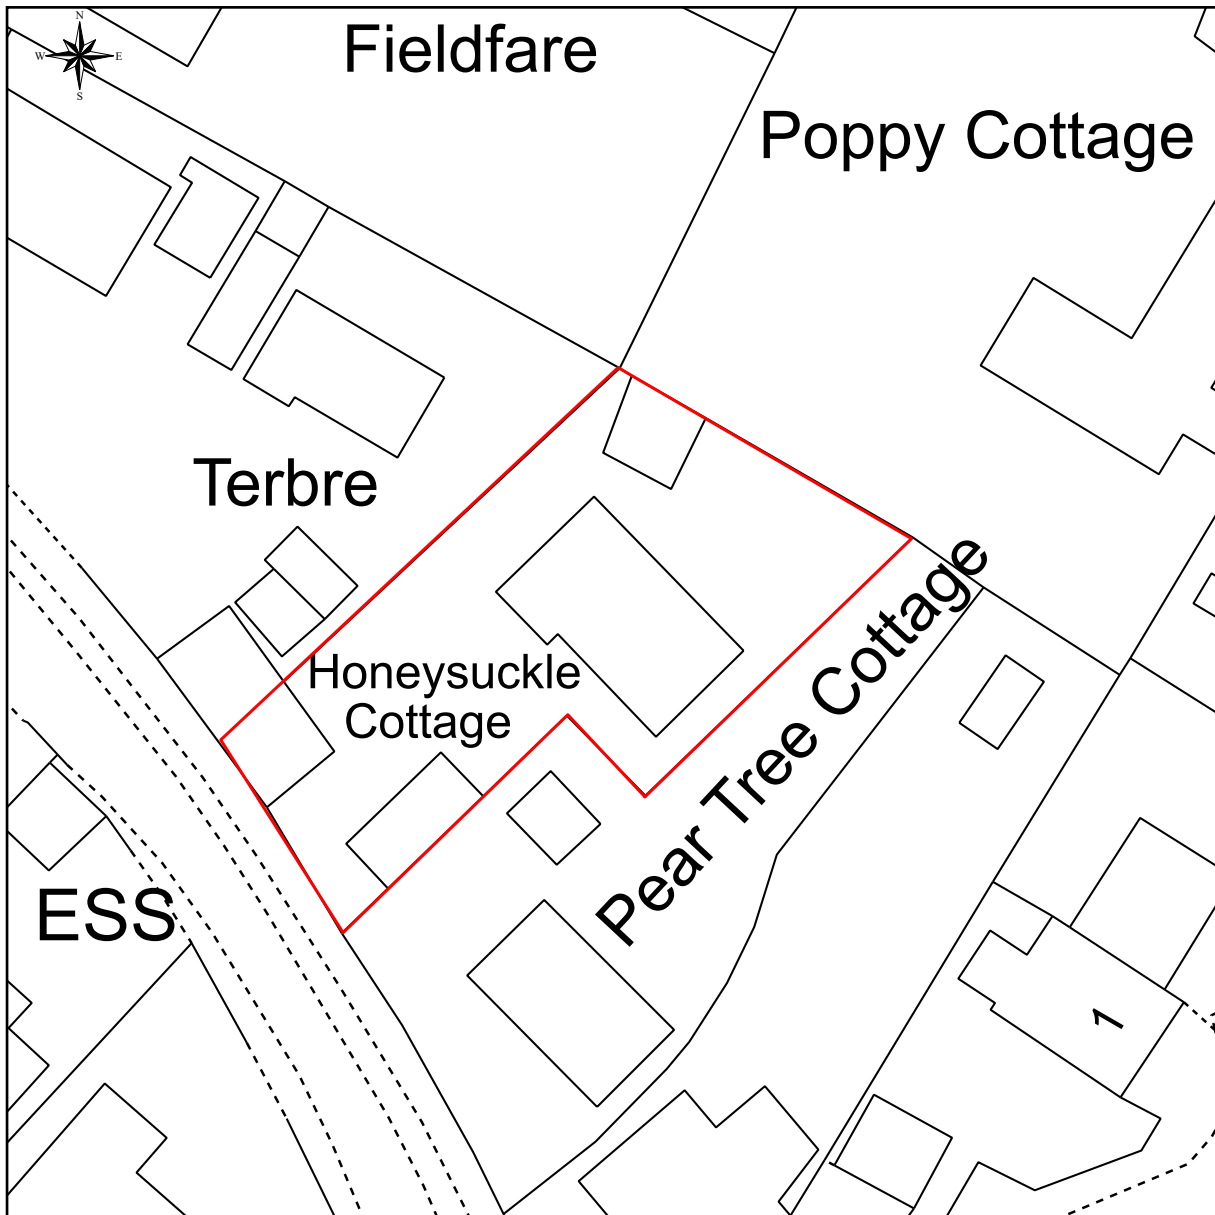 N
W E
S
Fieldfare
Poppy Cottage
Terbre
Honeysuckle
Cottage
Pear Tree Cottage
ESS
1